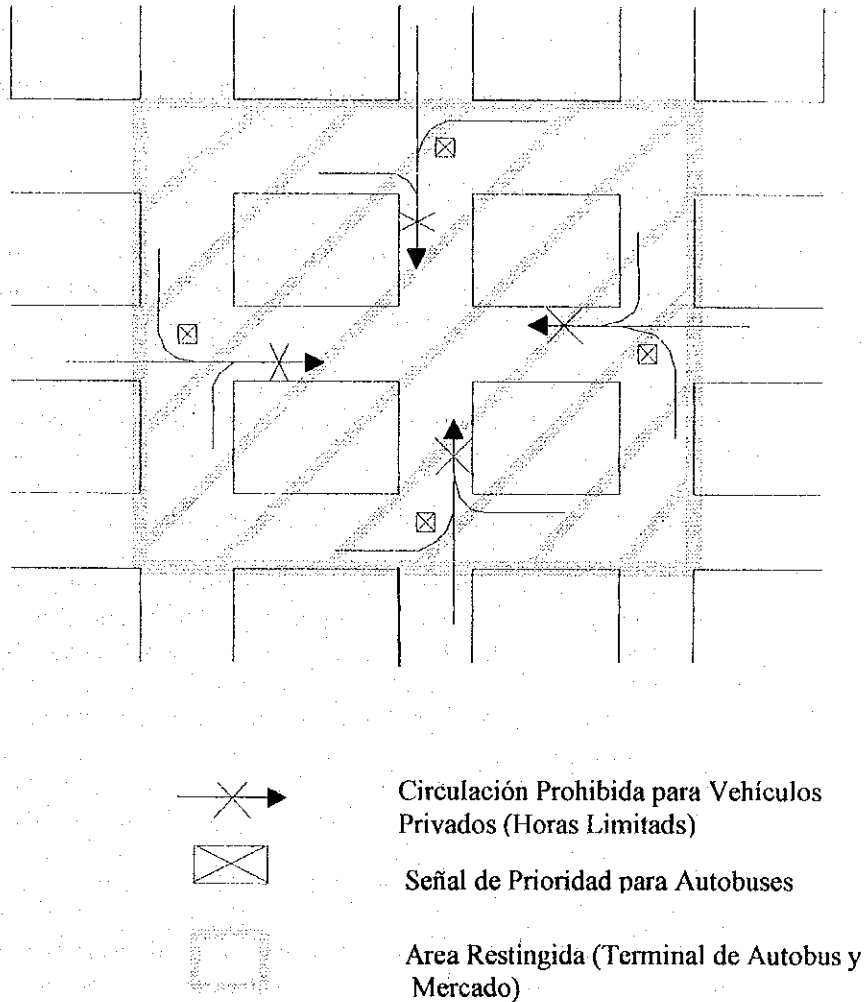 Circulación Prohibida para Vehículos
Privados (Horas Limitads)
Señal de Prioridad para Autobuses
Area Restingida (Terminal de Autobus y
Mercado)